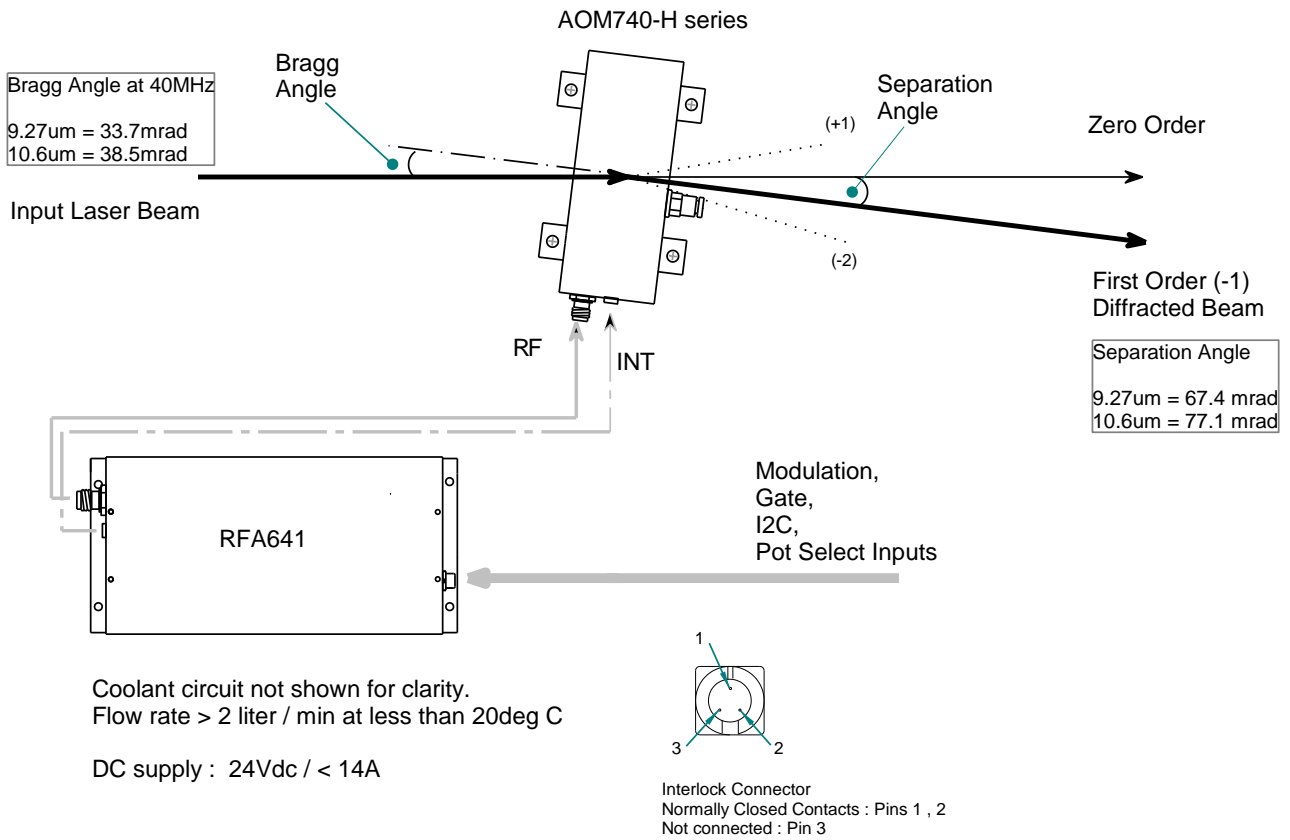 AOM740-H series
Bragg
Angle
Bragg Angle at 40MHz
9.27um = 33.7mrad
10.6um = 38.5mrad
Separation
Angle
(+1)
Zero Order
Input Laser Beam
(-2)
First Order (-1)
Diffracted Beam
RF
INT
Separation Angle
9.27um = 67.4 mrad
10.6um = 77.1 mrad
Modulation,
Gate,
I2C,
Pot Select Inputs
RFA641
1
3
2
Coolant circuit not shown for clarity.
Flow rate > 2 liter / min at less than 20deg C
DC supply : 24Vdc / < 14A
Interlock Connector
Normally Closed Contacts : Pins 1 , 2
Not connected : Pin 3